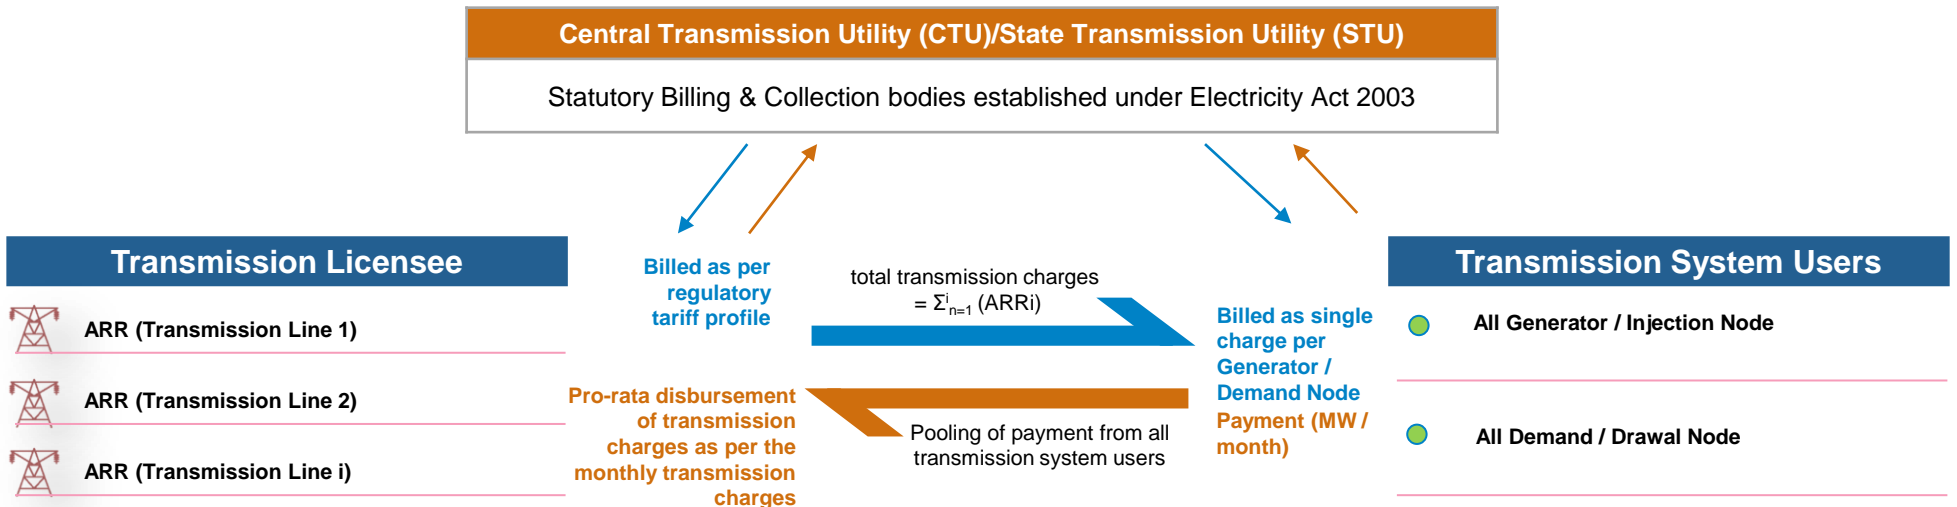 Central Transmission Utility (CTU)/State Transmission Utility (STU)
Statutory Billing & Collection bodies established under Electricity Act 2003
Transmission Licensee
ARR (Transmission Line 1)
ARR (Transmission Line 2)
ARR (Transmission Line i)
Billed as per
regulatory
tariff profile
Pro-rata disbursement
of transmission
charges as per the
monthly transmission
charges
total transmission charges
= Σⁱₙ₌₁ (ARRi)
Pooling of payment from all
transmission system users
Billed as single
charge per
Generator /
Demand Node
Payment (MW /
month)
Transmission System Users
All Generator / Injection Node
All Demand / Drawal Node